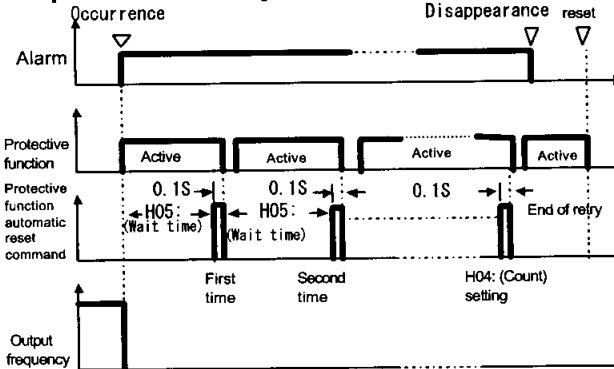 Occurrence
Disappearance reset
Alarm
Protective
function
Active
Active
Active
Active
Protective
function
automatic
reset
command
0.1S
0.1S
0.1S
H05:
(Wait time)
H05:
(Wait time)
End of retry
First
time
Second
time
H04: (Count)
setting
Output
frequency